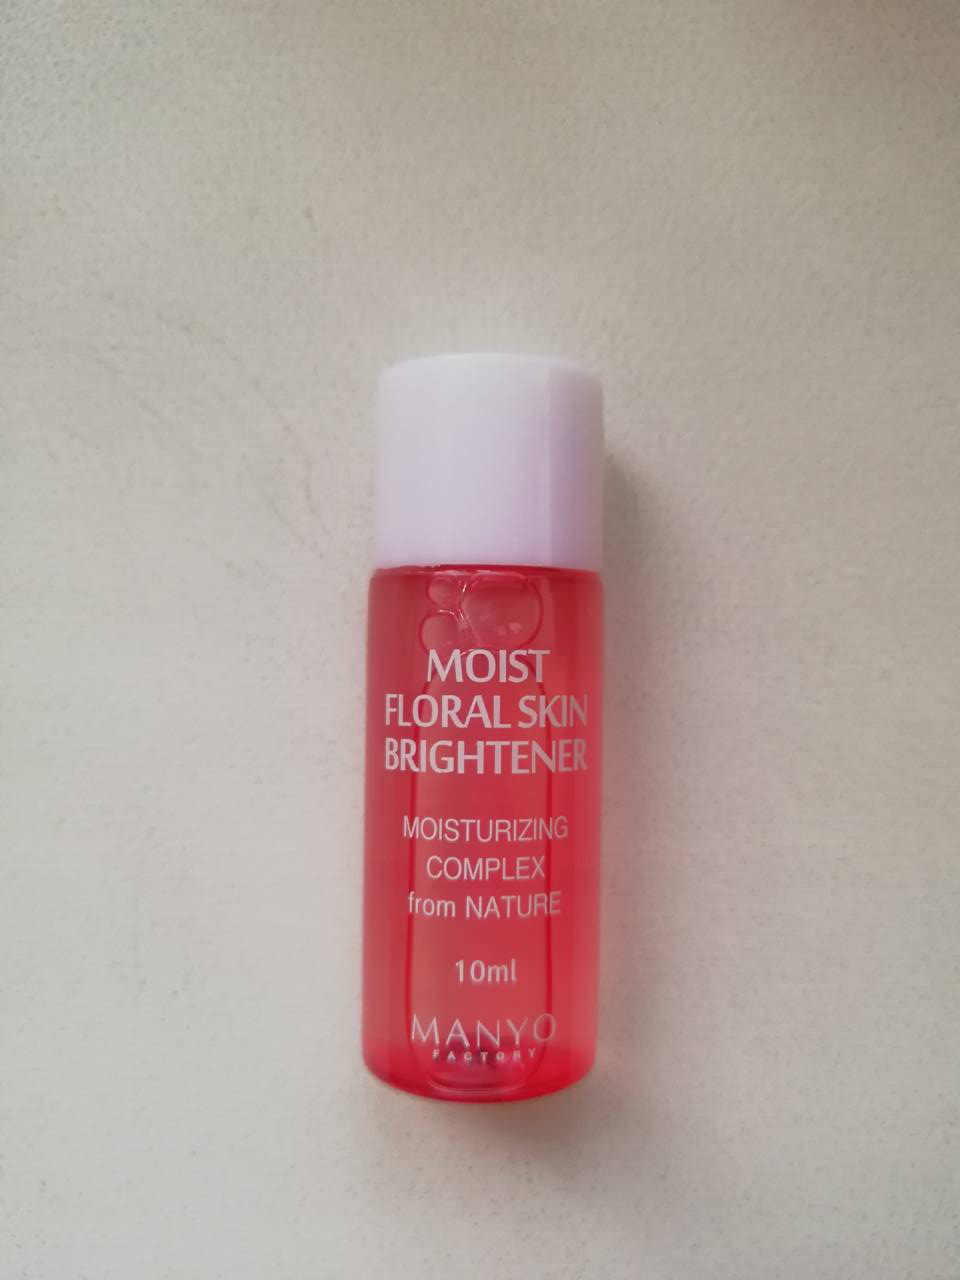 MOIST
FLORAL SKIN
BRIGHTENER
MOISTURIZING
COMPLEX
from NATURE
10ml
MANYO
FACTORY